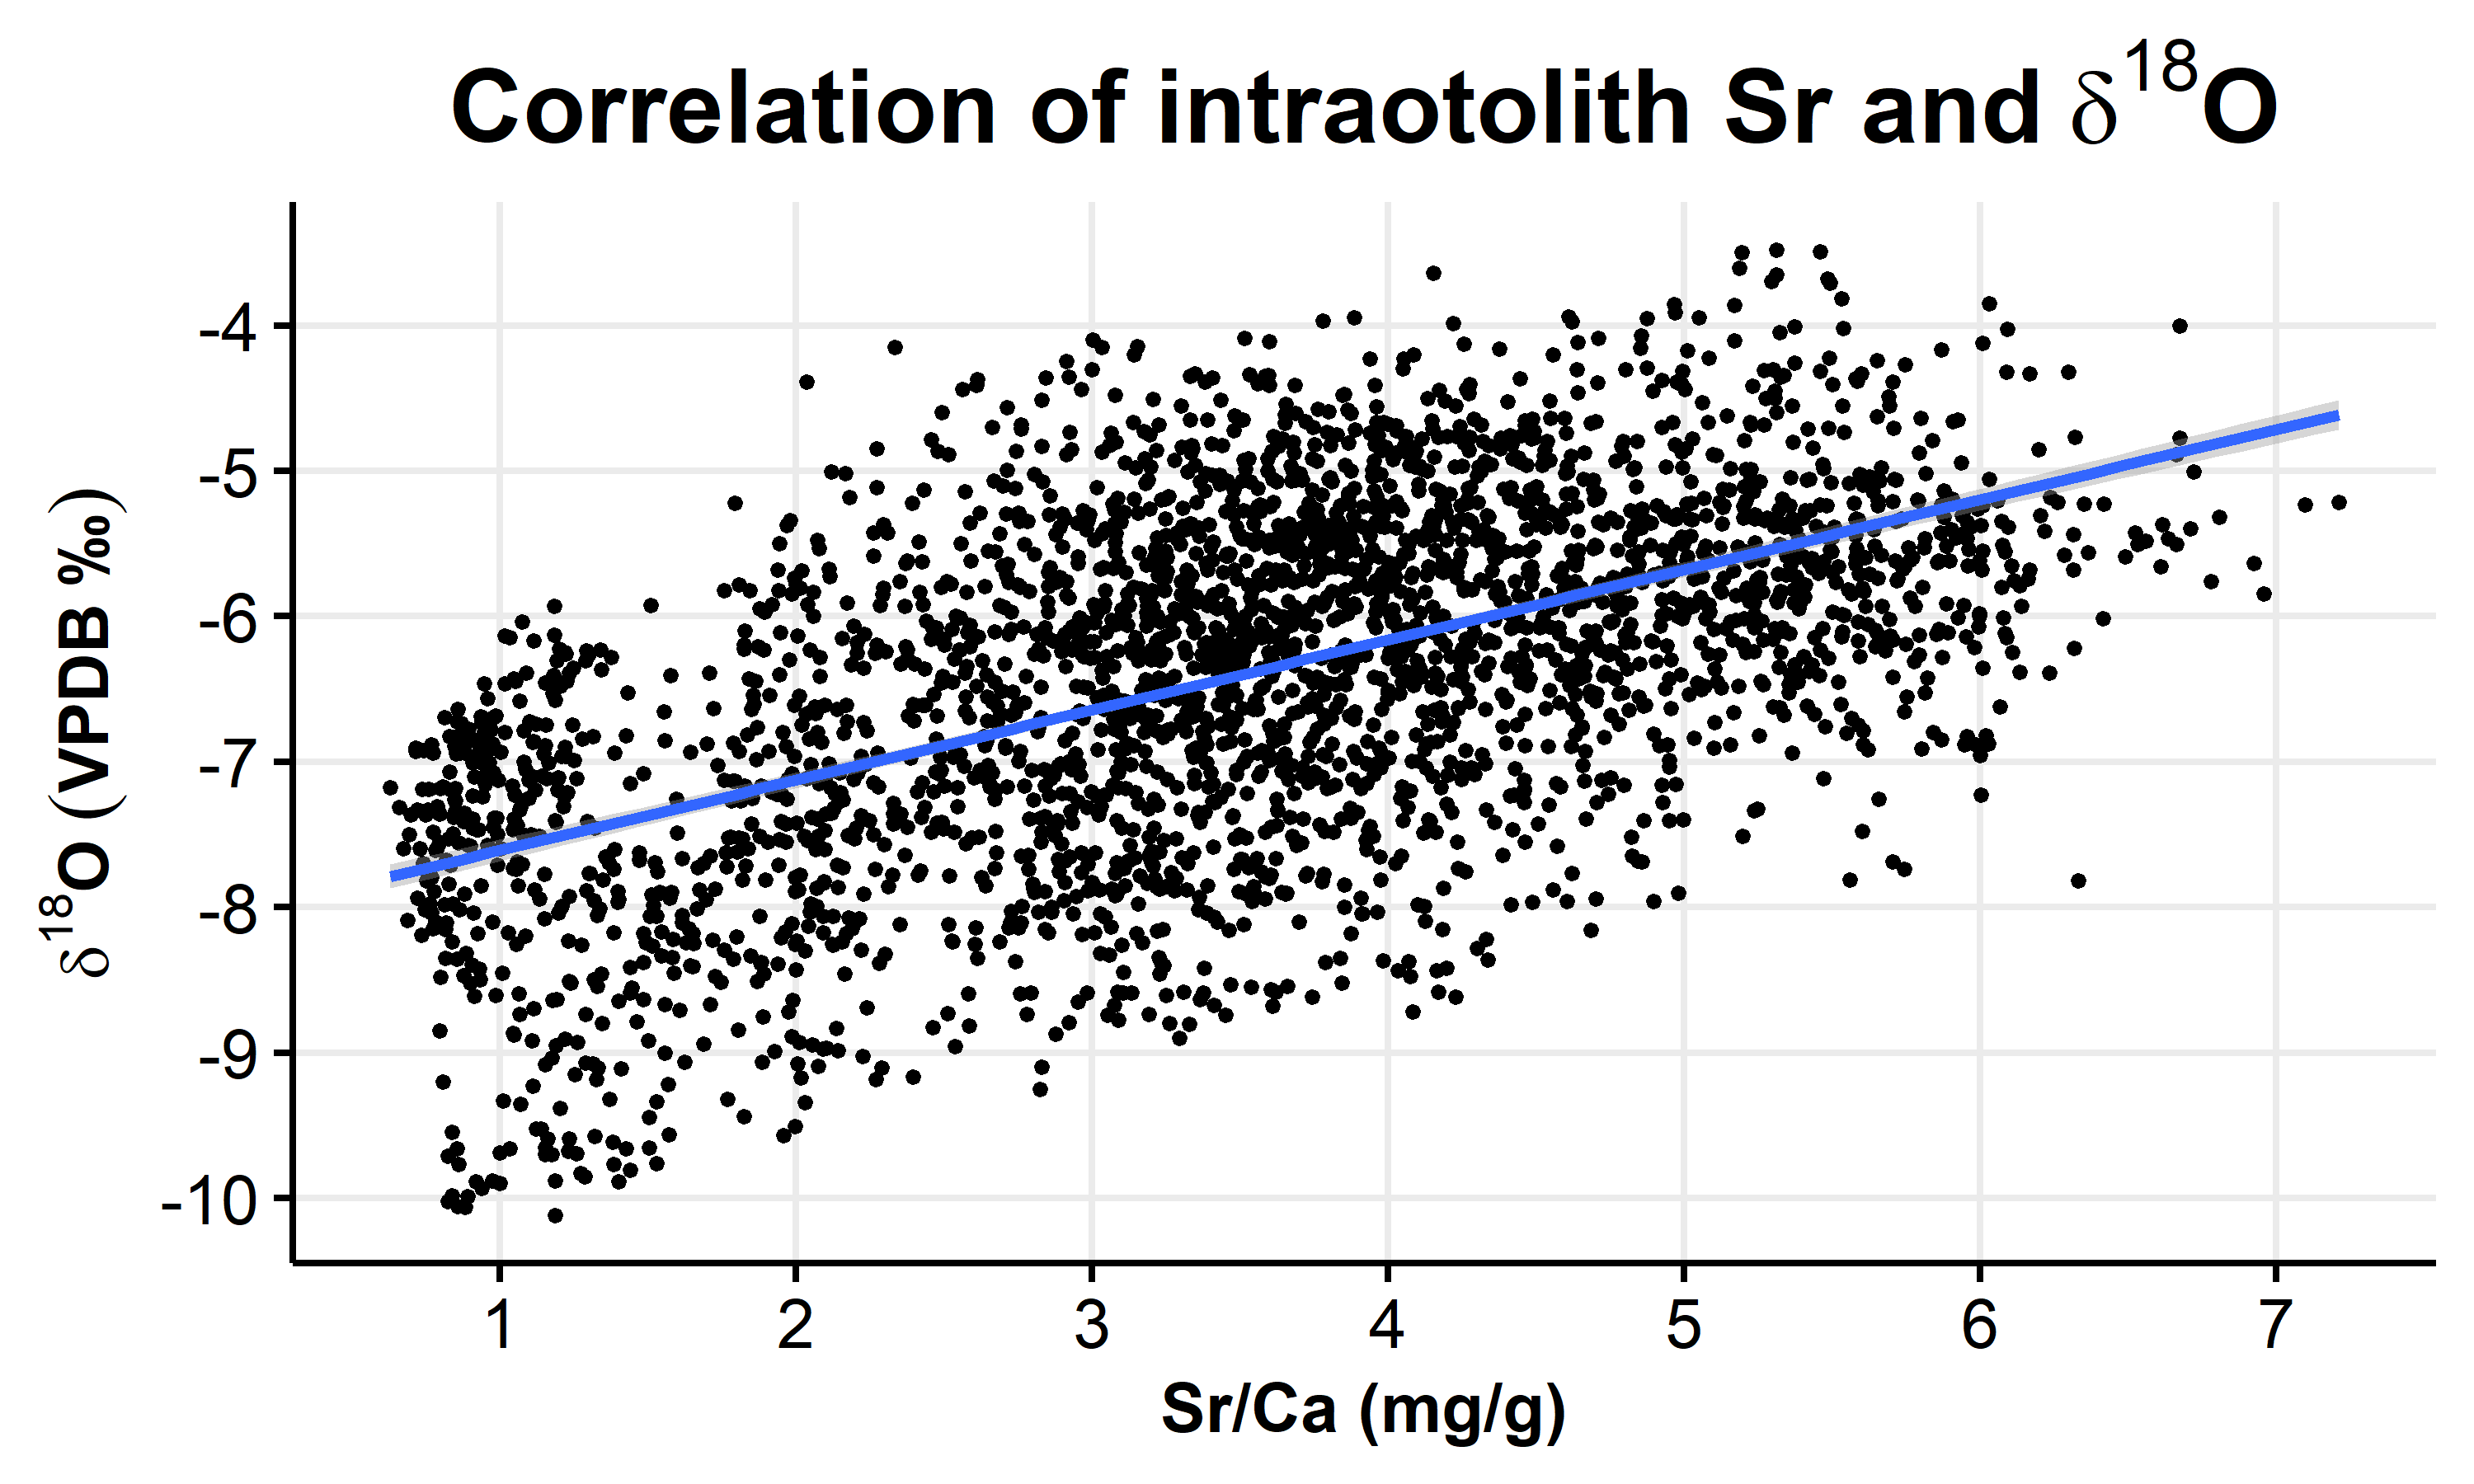 Correlation of intraotolith Sr and δ¹⁸O
δ¹⁸O (VPDB ‰)
-4
-5
-6
-7
-8
-9
-10
1 2 3 4 5 6 7
Sr/Ca (mg/g)